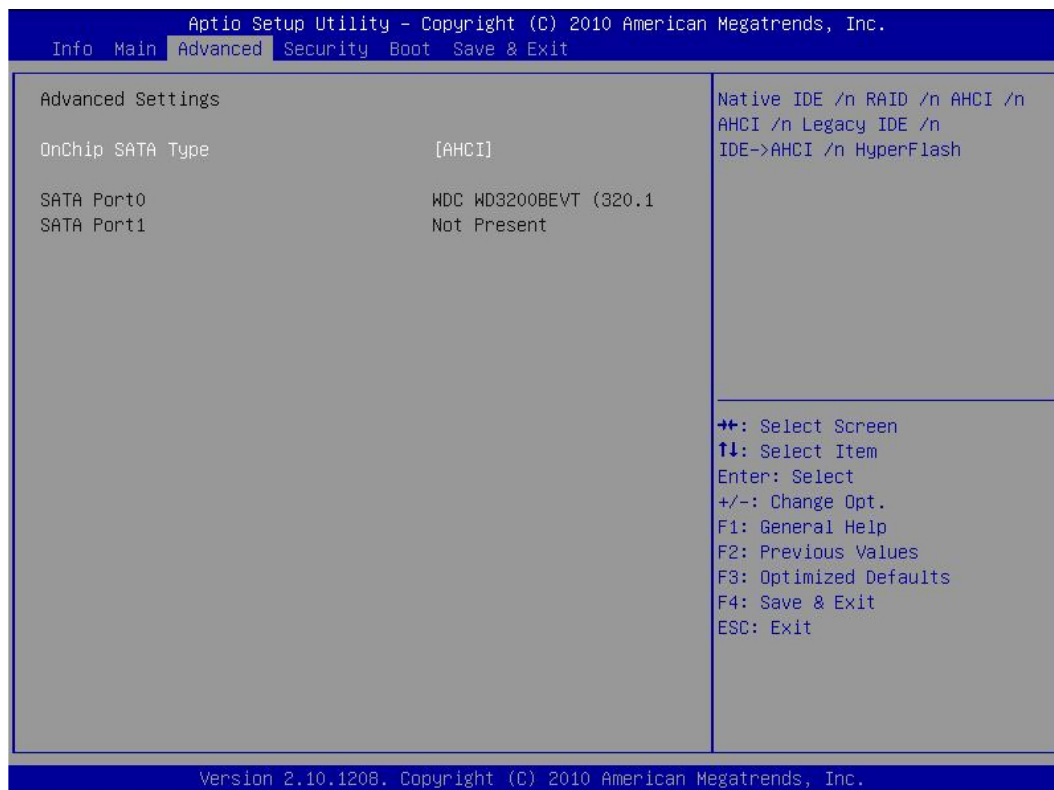 Aptio Setup Utility – Copyright (C) 2010 American Megatrends, Inc.
Info Main Advanced Security Boot Save & Exit
Advanced Settings
OnChip SATA Type [AHCI]
SATA Port0 WDC WD3200BEVT (320.1
SATA Port1 Not Present
Native IDE /n RAID /n AHCI /n
AHCI /n Legacy IDE /n
IDE->AHCI /n HyperFlash
→←: Select Screen
↑↓: Select Item
Enter: Select
+/-: Change Opt.
F1: General Help
F2: Previous Values
F3: Optimized Defaults
F4: Save & Exit
ESC: Exit
Version 2.10.1208. Copyright (C) 2010 American Megatrends, Inc.